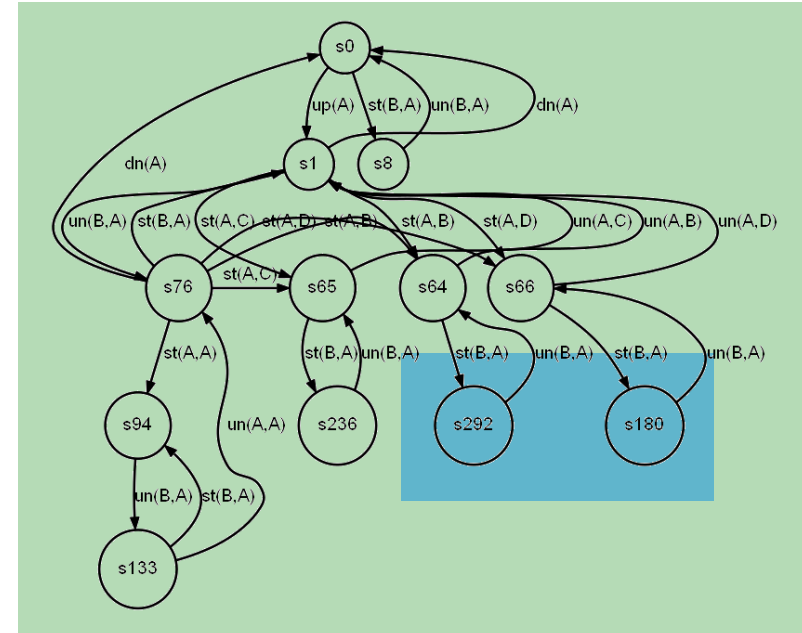 s0
up(A)
st(B,A)
un(B,A)
dn(A)
s1
s8
dn(A)
un(B,A)
st(B,A)
st(A,C)
st(A,D)
st(A,B)
st(A,B)
st(A,D)
un(A,C)
un(A,B)
un(A,D)
s76
st(A,C)
s65
s64
s66
st(A,A)
st(B,A)
un(B,A)
st(B,A)
un(B,A)
st(B,A)
un(B,A)
s94
un(A,A)
s236
s292
s180
un(B,A)
st(B,A)
s133